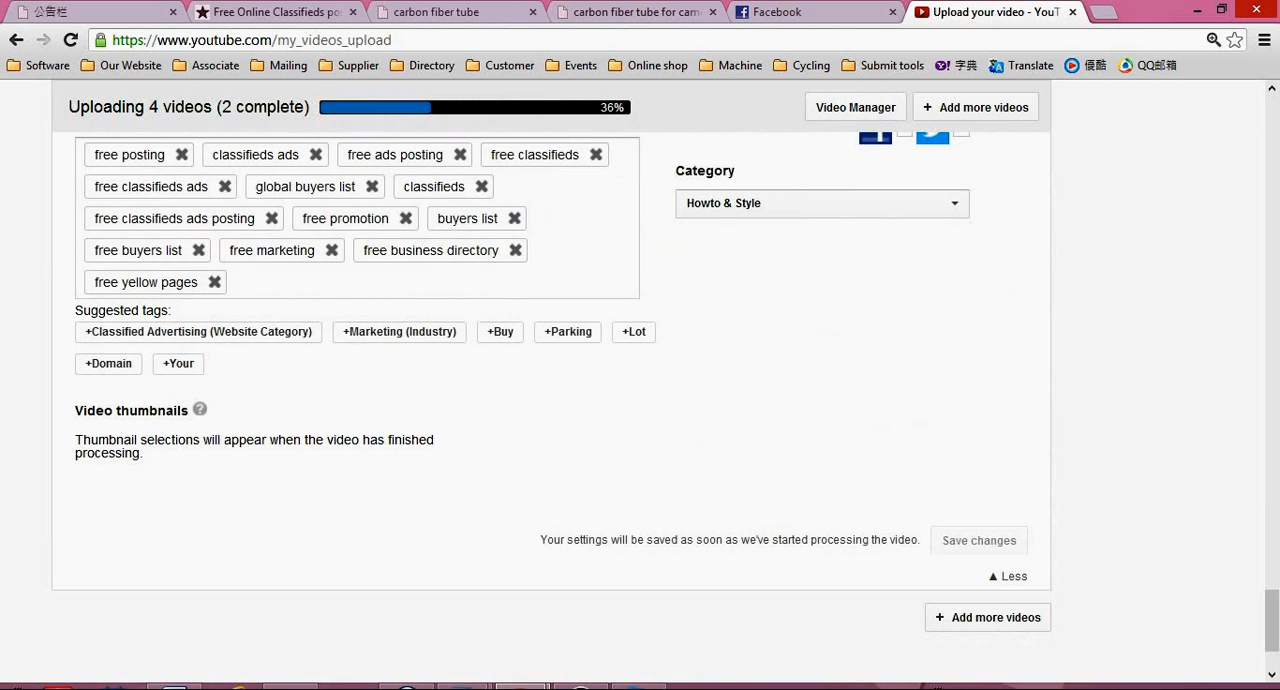 公告栏
Free Online Classifieds po
carbon fiber tube
carbon fiber tube for cam
Facebook
Upload your video - YouT
https://www.youtube.com/my_videos_upload
Software Our Website Associate Mailing Supplier Directory Customer Events Online shop Machine Cycling Submit tools 字典 Translate 優酷 QQ邮箱
Uploading 4 videos (2 complete) 36% Video Manager + Add more videos
free posting classifieds ads free ads posting free classifieds
free classifieds ads global buyers list classifieds
free classifieds ads posting free promotion buyers list
free buyers list free marketing free business directory
free yellow pages
Category
Howto & Style
Suggested tags:
+Classified Advertising (Website Category) +Marketing (Industry) +Buy +Parking +Lot
+Domain +Your
Video thumbnails ?
Thumbnail selections will appear when the video has finished
processing.
Your settings will be saved as soon as we've started processing the video. Save changes
▲ Less
+ Add more videos